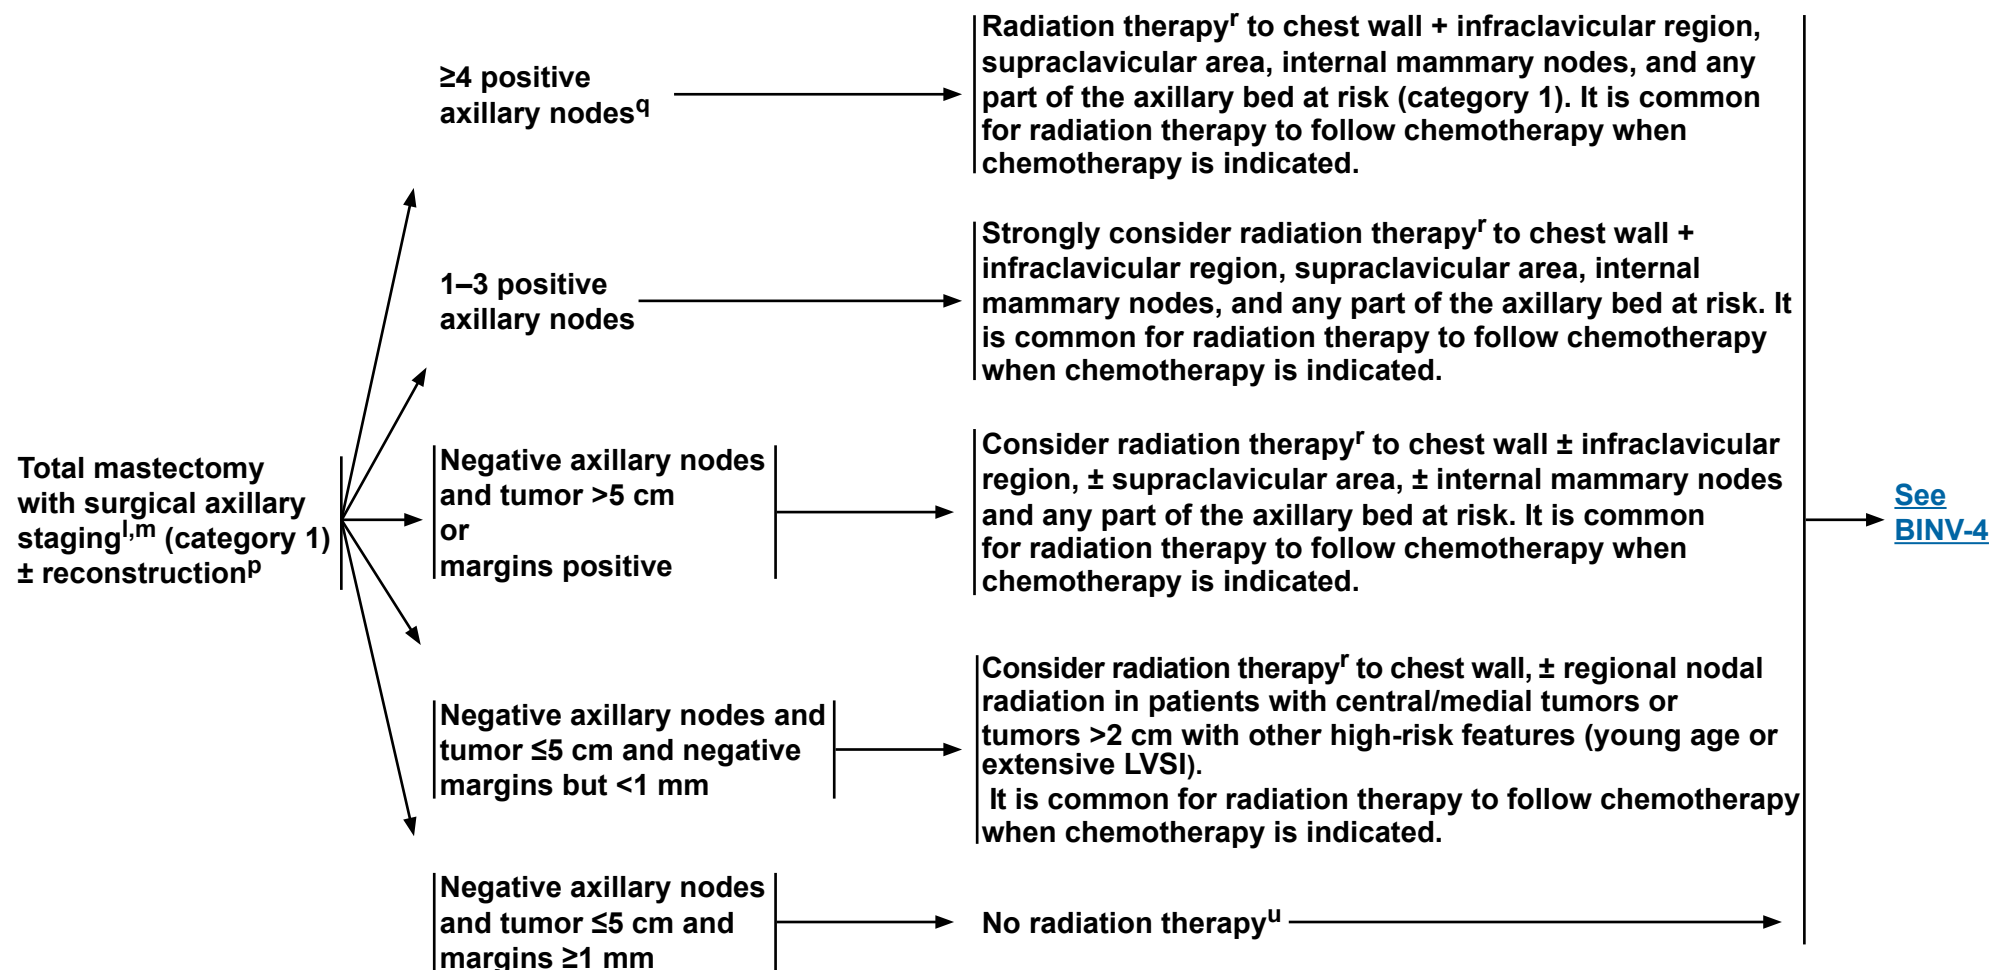 Total mastectomy
with surgical axillary
staging^l,m (category 1)
± reconstruction^p
≥4 positive
axillary nodes^q
Radiation therapy^r to chest wall + infraclavicular region,
supraclavicular area, internal mammary nodes, and any
part of the axillary bed at risk (category 1). It is common
for radiation therapy to follow chemotherapy when
chemotherapy is indicated.
1–3 positive
axillary nodes
Strongly consider radiation therapy^r to chest wall +
infraclavicular region, supraclavicular area, internal
mammary nodes, and any part of the axillary bed at risk. It
is common for radiation therapy to follow chemotherapy
when chemotherapy is indicated.
Negative axillary nodes
and tumor >5 cm
or
margins positive
Consider radiation therapy^r to chest wall ± infraclavicular
region, ± supraclavicular area, ± internal mammary nodes
and any part of the axillary bed at risk. It is common
for radiation therapy to follow chemotherapy when
chemotherapy is indicated.
Negative axillary nodes and
tumor ≤5 cm and negative
margins but <1 mm
Consider radiation therapy^r to chest wall, ± regional nodal
radiation in patients with central/medial tumors or
tumors >2 cm with other high-risk features (young age or
extensive LVSI).
It is common for radiation therapy to follow chemotherapy
when chemotherapy is indicated.
Negative axillary nodes
and tumor ≤5 cm and
margins ≥1 mm
No radiation therapy^u
See
BINV-4